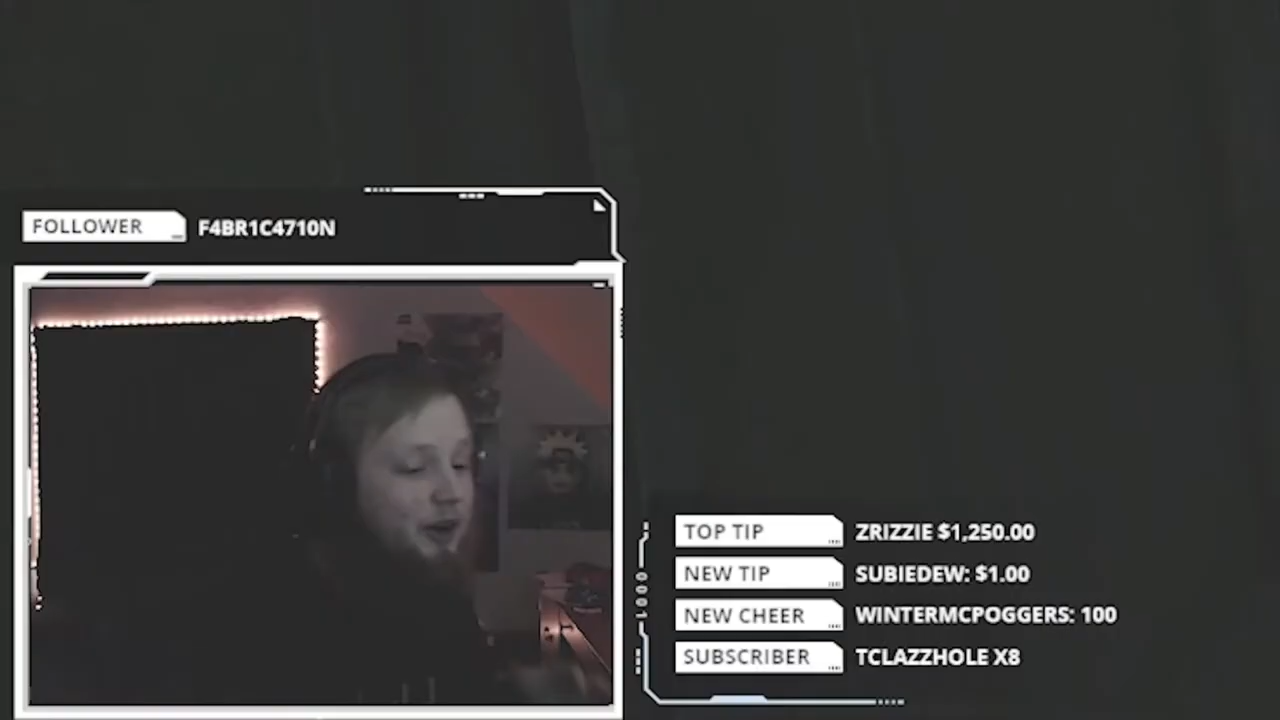 FOLLOWER F4BR1C4710N
TOP TIP ZRIZZIE $1,250.00
NEW TIP SUBIEDEW: $1.00
NEW CHEER WINTERMCPOGGERS: 100
SUBSCRIBER TCLAZZHOLE X8